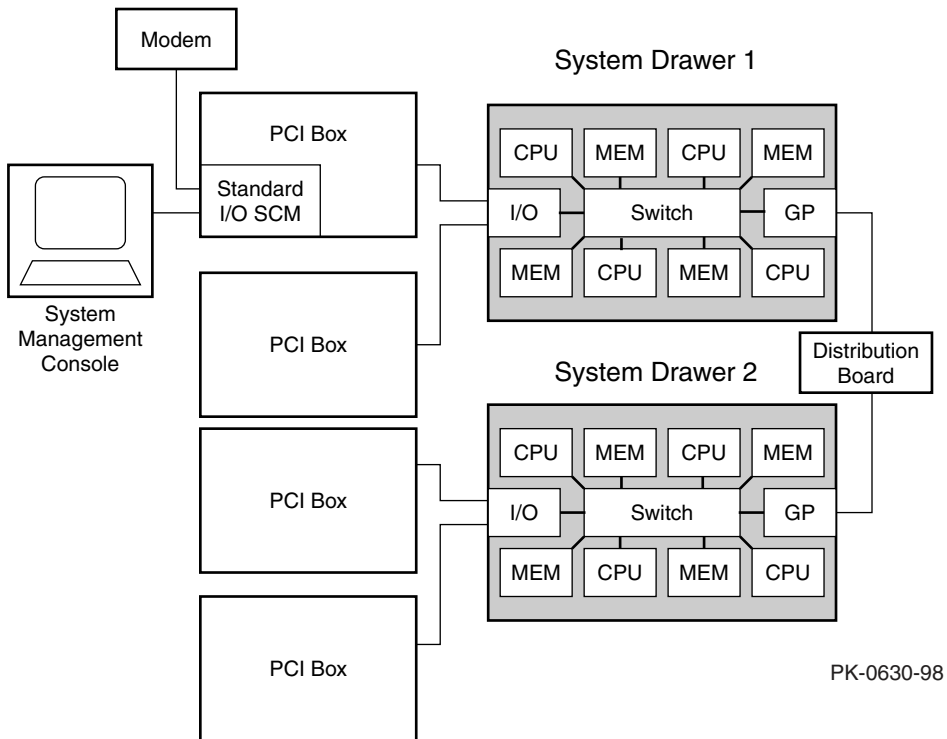 Modem
System Drawer 1
PCI Box
CPU MEM CPU MEM
Standard
I/O SCM
I/O Switch GP
MEM CPU MEM CPU
System
Management
Console
PCI Box
Distribution
Board
System Drawer 2
CPU MEM CPU MEM
PCI Box
I/O Switch GP
MEM CPU MEM CPU
PCI Box
PK-0630-98